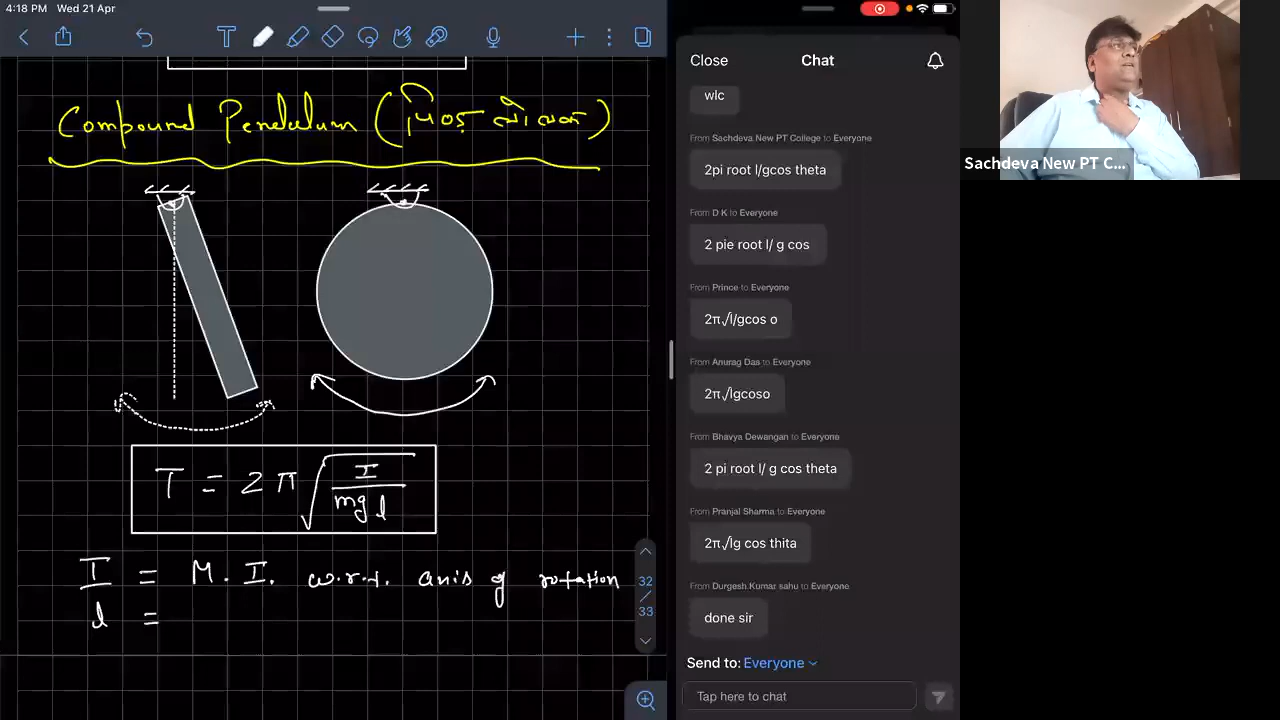 4:18 PM Wed 21 Apr
Compound Pendulum (पिण्ड लोलक)
T = 2π√(I/mgl)
I = M.I. w.r.t. axis of rotation
l =
32
/
33
Close
Chat
wlc
From Sachdeva New PT College to Everyone
2pi root l/gcos theta
From D K to Everyone
2 pie root l/ g cos
From Prince to Everyone
2π,/l/gcos o
From Anurag Das to Everyone
2π,/lgcoso
From Bhavya Dewangan to Everyone
2 pi root l/ g cos theta
From Pranjal Sharma to Everyone
2π,/lg cos thita
From Durgesh.Kumar sahu to Everyone
done sir
Send to: Everyone
Tap here to chat
Sachdeva New PT C...